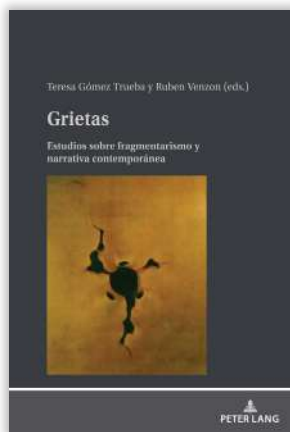 Teresa Gómez Trueba y Ruben Venzon (eds.)
Grietas
Estudios sobre fragmentarismo y
narrativa contemporánea
PETER LANG